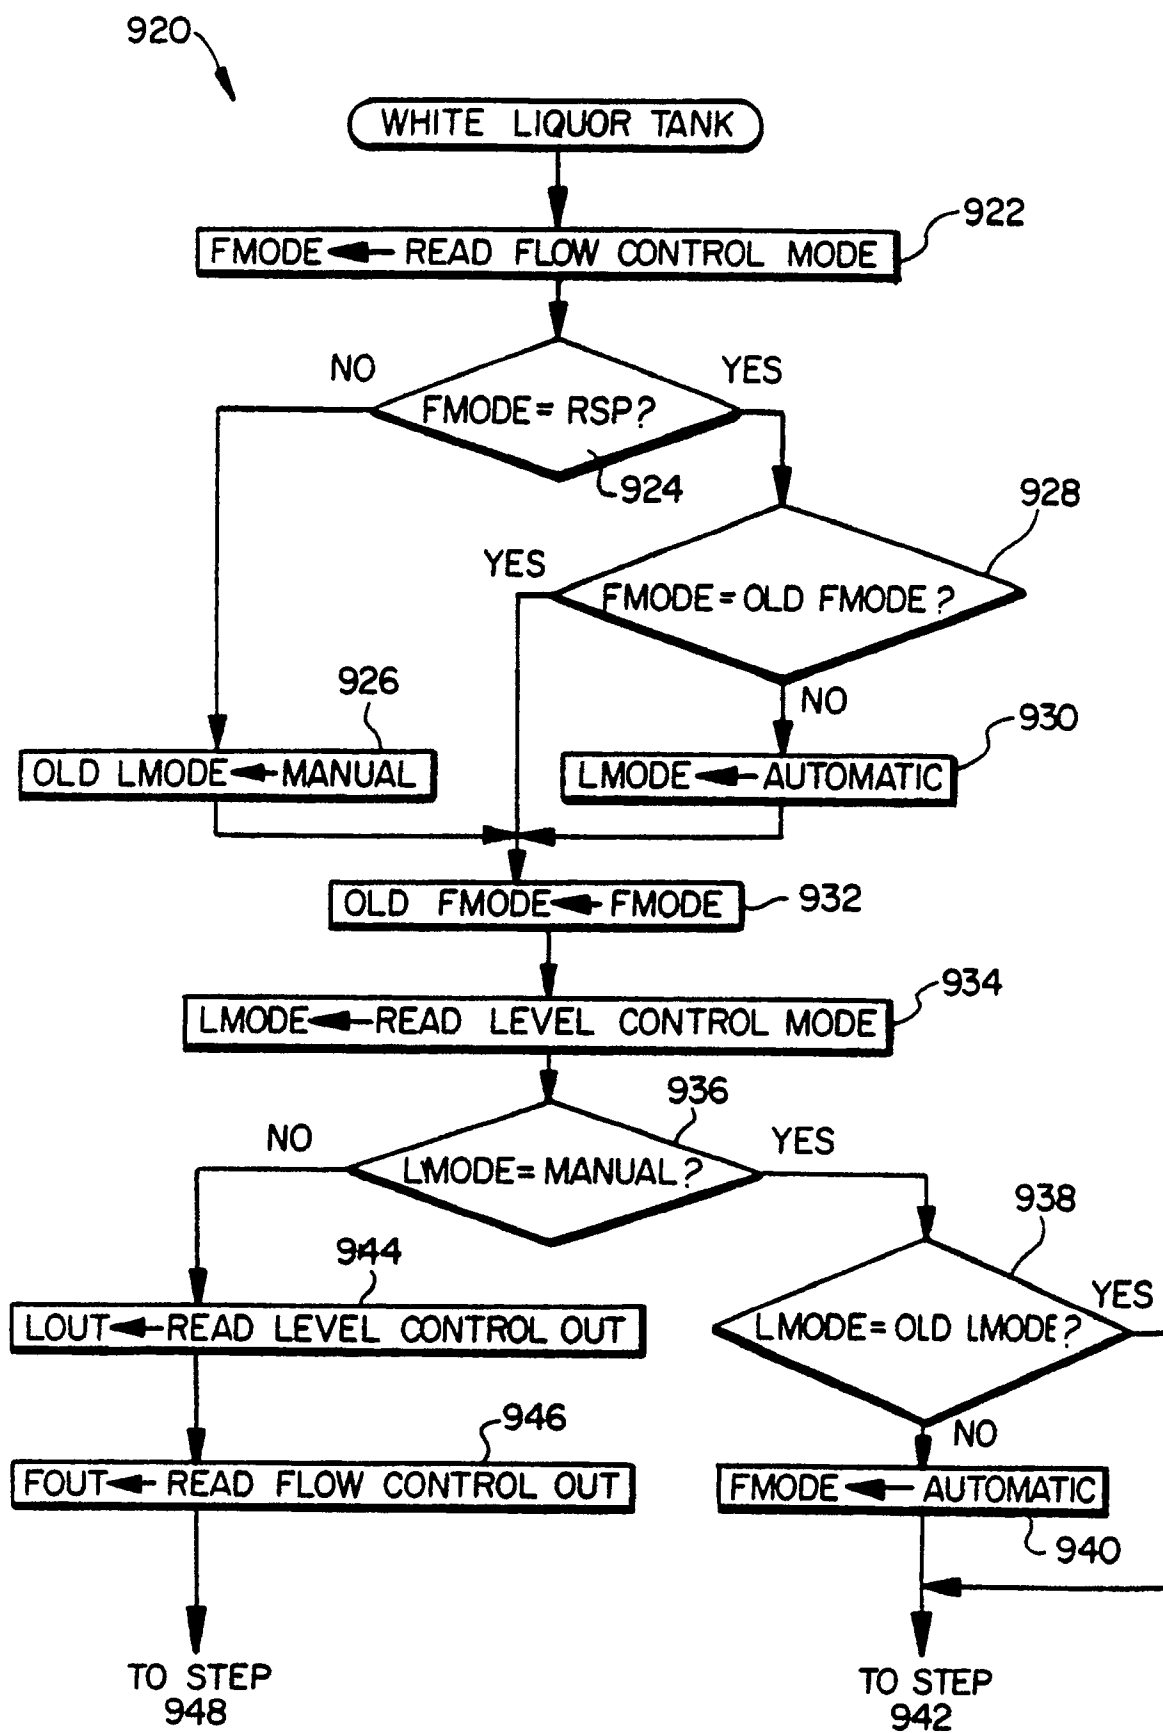 920
WHITE LIQUOR TANK
922
FMODE ← READ FLOW CONTROL MODE
NO
YES
FMODE = RSP?
924
928
YES
FMODE = OLD FMODE?
926
NO
930
OLD LMODE ← MANUAL
LMODE ← AUTOMATIC
OLD FMODE ← FMODE
932
934
LMODE ← READ LEVEL CONTROL MODE
936
NO
YES
LMODE = MANUAL?
938
944
YES
LOUT ← READ LEVEL CONTROL OUT
LMODE = OLD LMODE?
946
NO
FOUT ← READ FLOW CONTROL OUT
FMODE ← AUTOMATIC
940
TO STEP
948
TO STEP
942